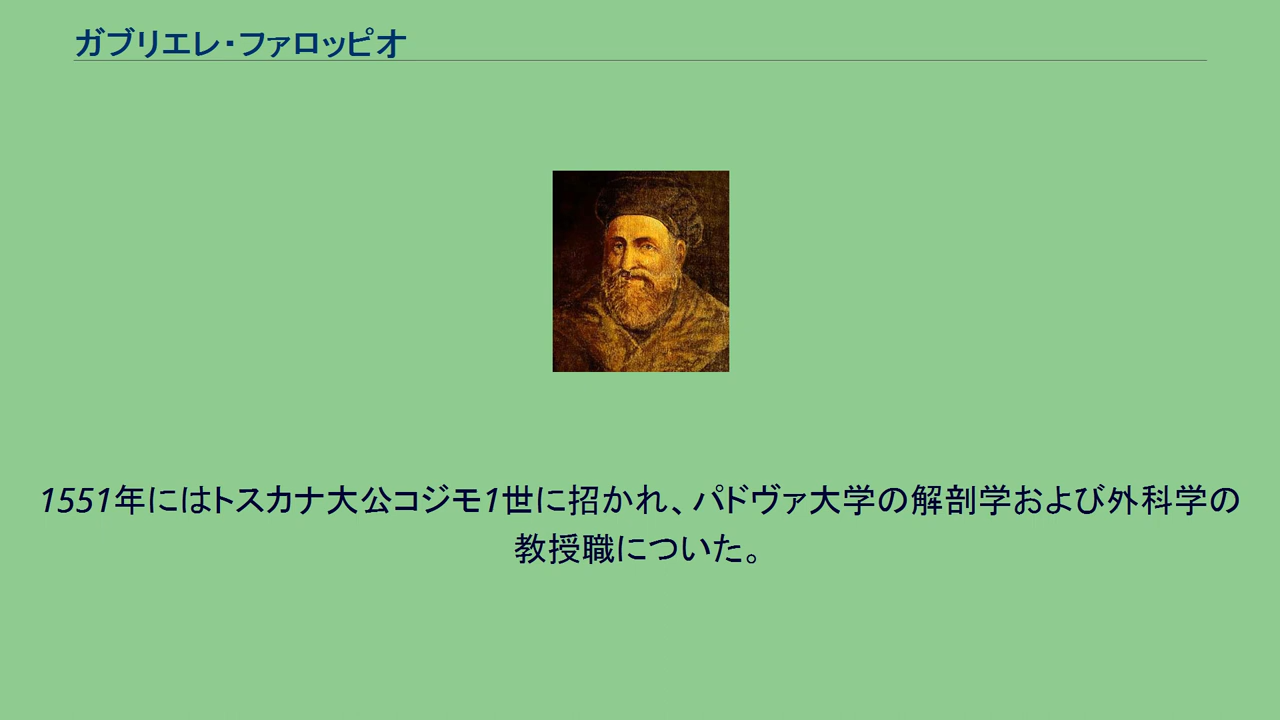 ガブリエレ・ファロッピオ
1551年にはトスカナ大公コジモ1世に招かれ、パドヴァ大学の解剖学および外科学の
教授職についた。